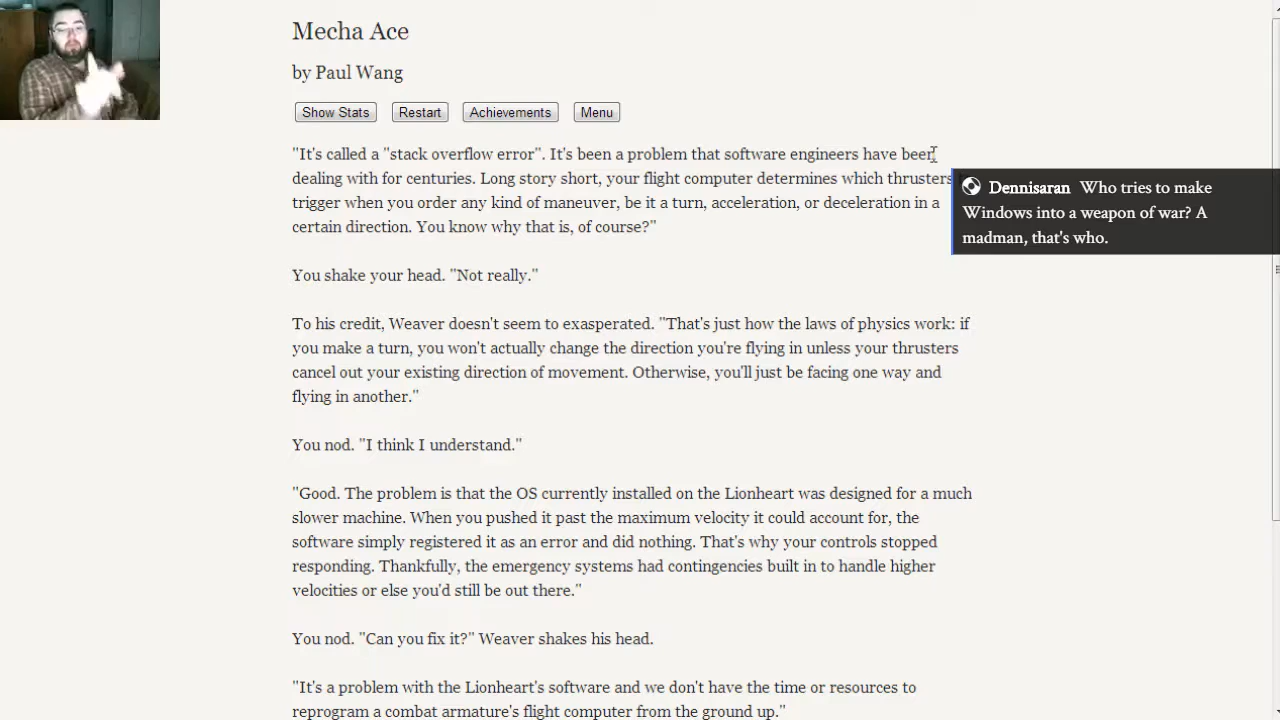 Mecha Ace
by Paul Wang
Show Stats Restart Achievements Menu
"It's called a "stack overflow error". It's been a problem that software engineers have been
dealing with for centuries. Long story short, your flight computer determines which thrusters
trigger when you order any kind of maneuver, be it a turn, acceleration, or deceleration in a
certain direction. You know why that is, of course?"
You shake your head. "Not really."
To his credit, Weaver doesn't seem to exasperated. "That's just how the laws of physics work: if
you make a turn, you won't actually change the direction you're flying in unless your thrusters
cancel out your existing direction of movement. Otherwise, you'll just be facing one way and
flying in another."
You nod. "I think I understand."
"Good. The problem is that the OS currently installed on the Lionheart was designed for a much
slower machine. When you pushed it past the maximum velocity it could account for, the
software simply registered it as an error and did nothing. That's why your controls stopped
responding. Thankfully, the emergency systems had contingencies built in to handle higher
velocities or else you'd still be out there."
You nod. "Can you fix it?" Weaver shakes his head.
"It's a problem with the Lionheart's software and we don't have the time or resources to
reprogram a combat armature's flight computer from the ground up."
Dennisaran Who tries to make
Windows into a weapon of war? A
madman, that's who.